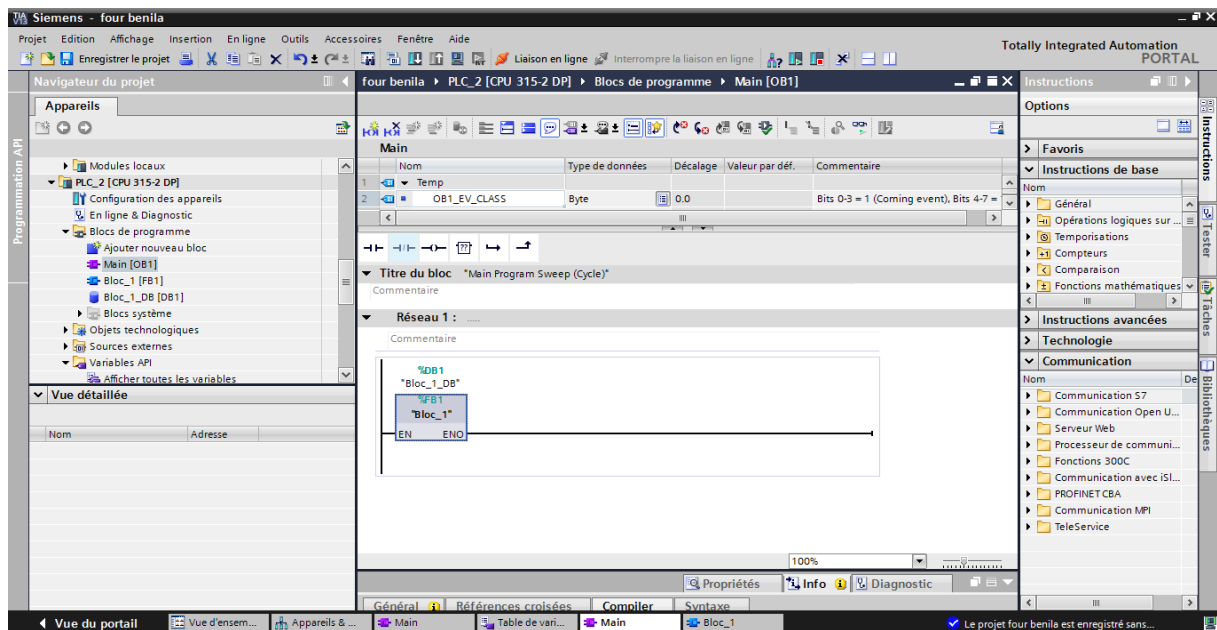 Siemens - four benila
Projet Edition Affichage Insertion En ligne Outils Accessoires Fenêtre Aide
Totally Integrated Automation
PORTAL
Enregistrer le projet
Liaison en ligne
Interrompre la liaison en ligne
Navigateur du projet
four benila PLC_2 [CPU 315-2 DP] Blocs de programme Main [OB1]
Instructions
Appareils
Options
Programmation API
Modules locaux
PLC_2 [CPU 315-2 DP]
Configuration des appareils
En ligne & Diagnostic
Blocs de programme
Ajouter nouveau bloc
Main [OB1]
Bloc_1 [FB1]
Bloc_1_DB [DB1]
Blocs système
Objets technologiques
Sources externes
Variables API
Afficher toutes les variables
Vue détaillée
Nom Adresse
Main
Nom Type de données Décalage Valeur par déf. Commentaire
1 Temp
2 OB1_EV_CLASS Byte 0.0 Bits 0-3 = 1 (Coming event), Bits 4-7 =
??
Titre du bloc "Main Program Sweep (Cycle)"
Commentaire
Réseau 1 : .....
Commentaire
%DB1
"Bloc_1_DB"
%FB1
"Bloc_1"
EN ENO
100%
Propriétés Info Diagnostic
Général Références croisées Compiler Syntaxe
Favoris
Instructions de base
Nom
Général
Opérations logiques sur ...
Temporisations
Compteurs
Comparaison
Fonctions mathématiques
Instructions avancées
Technologie
Communication
Nom De
Communication S7
Communication Open U...
Serveur Web
Processeur de communi...
Fonctions 300C
Communication avec iSl...
PROFINET CBA
Communication MPI
TeleService
Instructions
Tester
Tâches
Bibliothèques
Vue du portail Vue d'ensem... Appareils & ... Main Table de vari... Main Bloc_1 Le projet four benila est enregistré sans...